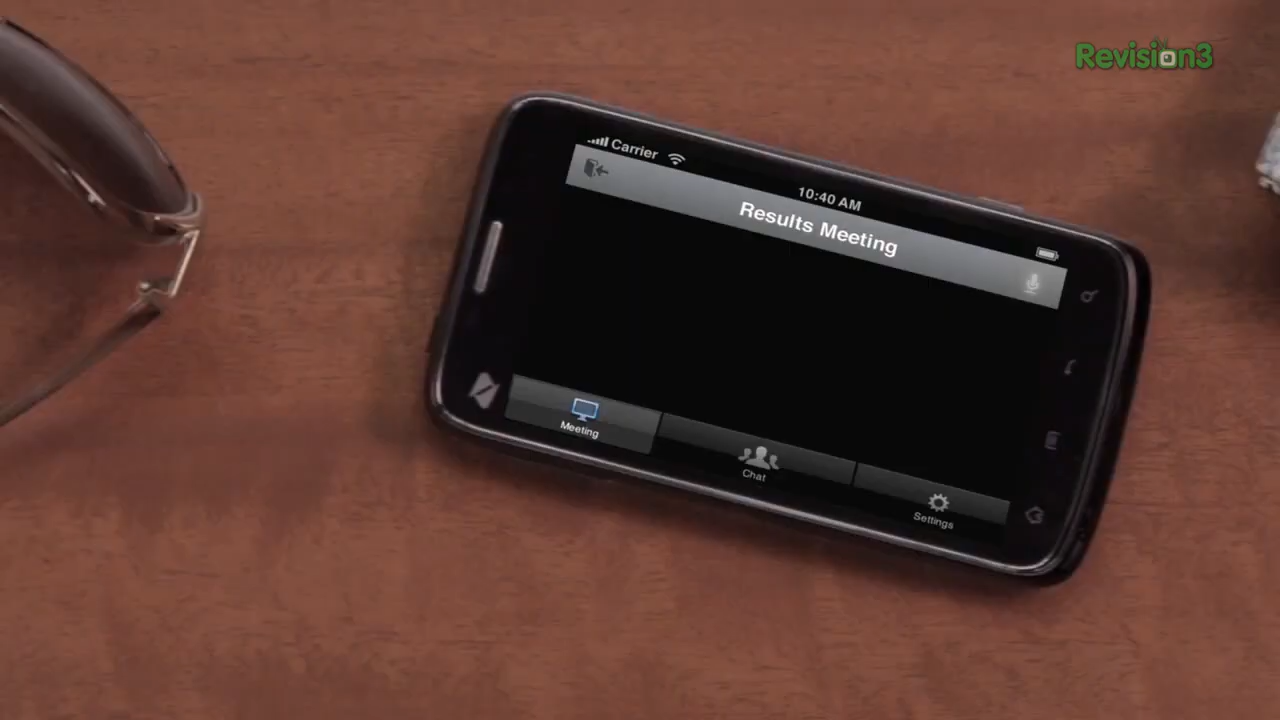 Revision3
Carrier
10:40 AM
Results Meeting
Meeting
Chat
Settings